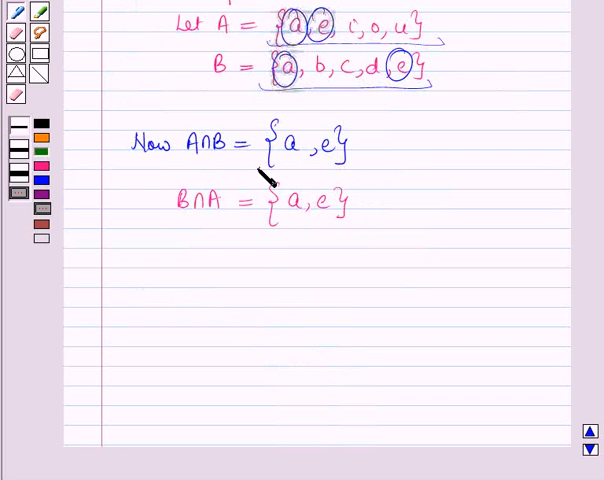 Let A = {a, e, i, o, u}
B = {a, b, c, d, e}
Now A∩B = {a, e}
B∩A = {a, e}